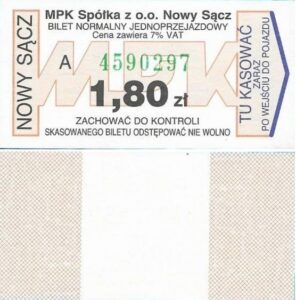 MPK Spółka z o.o. Nowy Sącz
BILET NORMALNY JEDNOPRZEJAZDOWY
Cena zawiera 7% VAT
A 4590297
MPK
1,80 zł
ZACHOWAĆ DO KONTROLI
SKASOWANEGO BILETU ODSTĘPOWAĆ NIE WOLNO
NOWY SĄCZ
TU KASOWAĆ
ZARAZ
PO WEJŚCIU DO POJAZDU